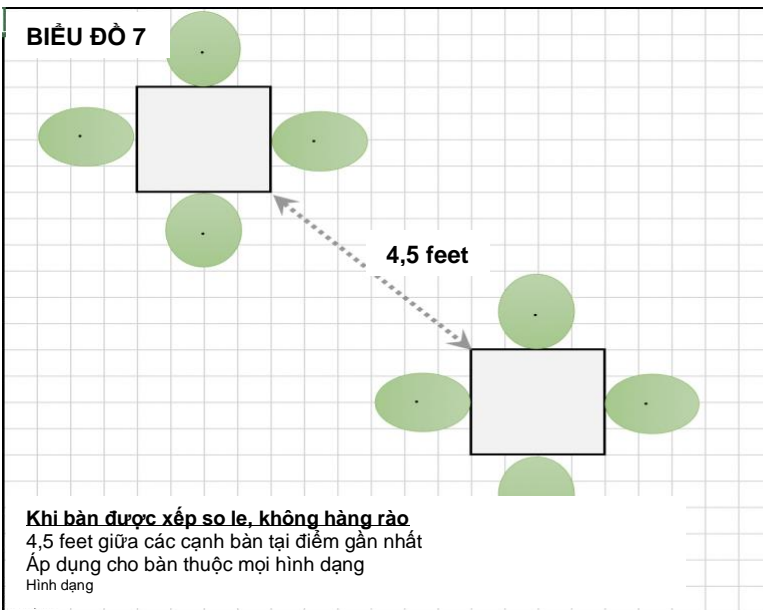 BIỂU ĐỒ 7
4,5 feet
Khi bàn được xếp so le, không hàng rào
4,5 feet giữa các cạnh bàn tại điểm gần nhất
Áp dụng cho bàn thuộc mọi hình dạng
Hình dạng